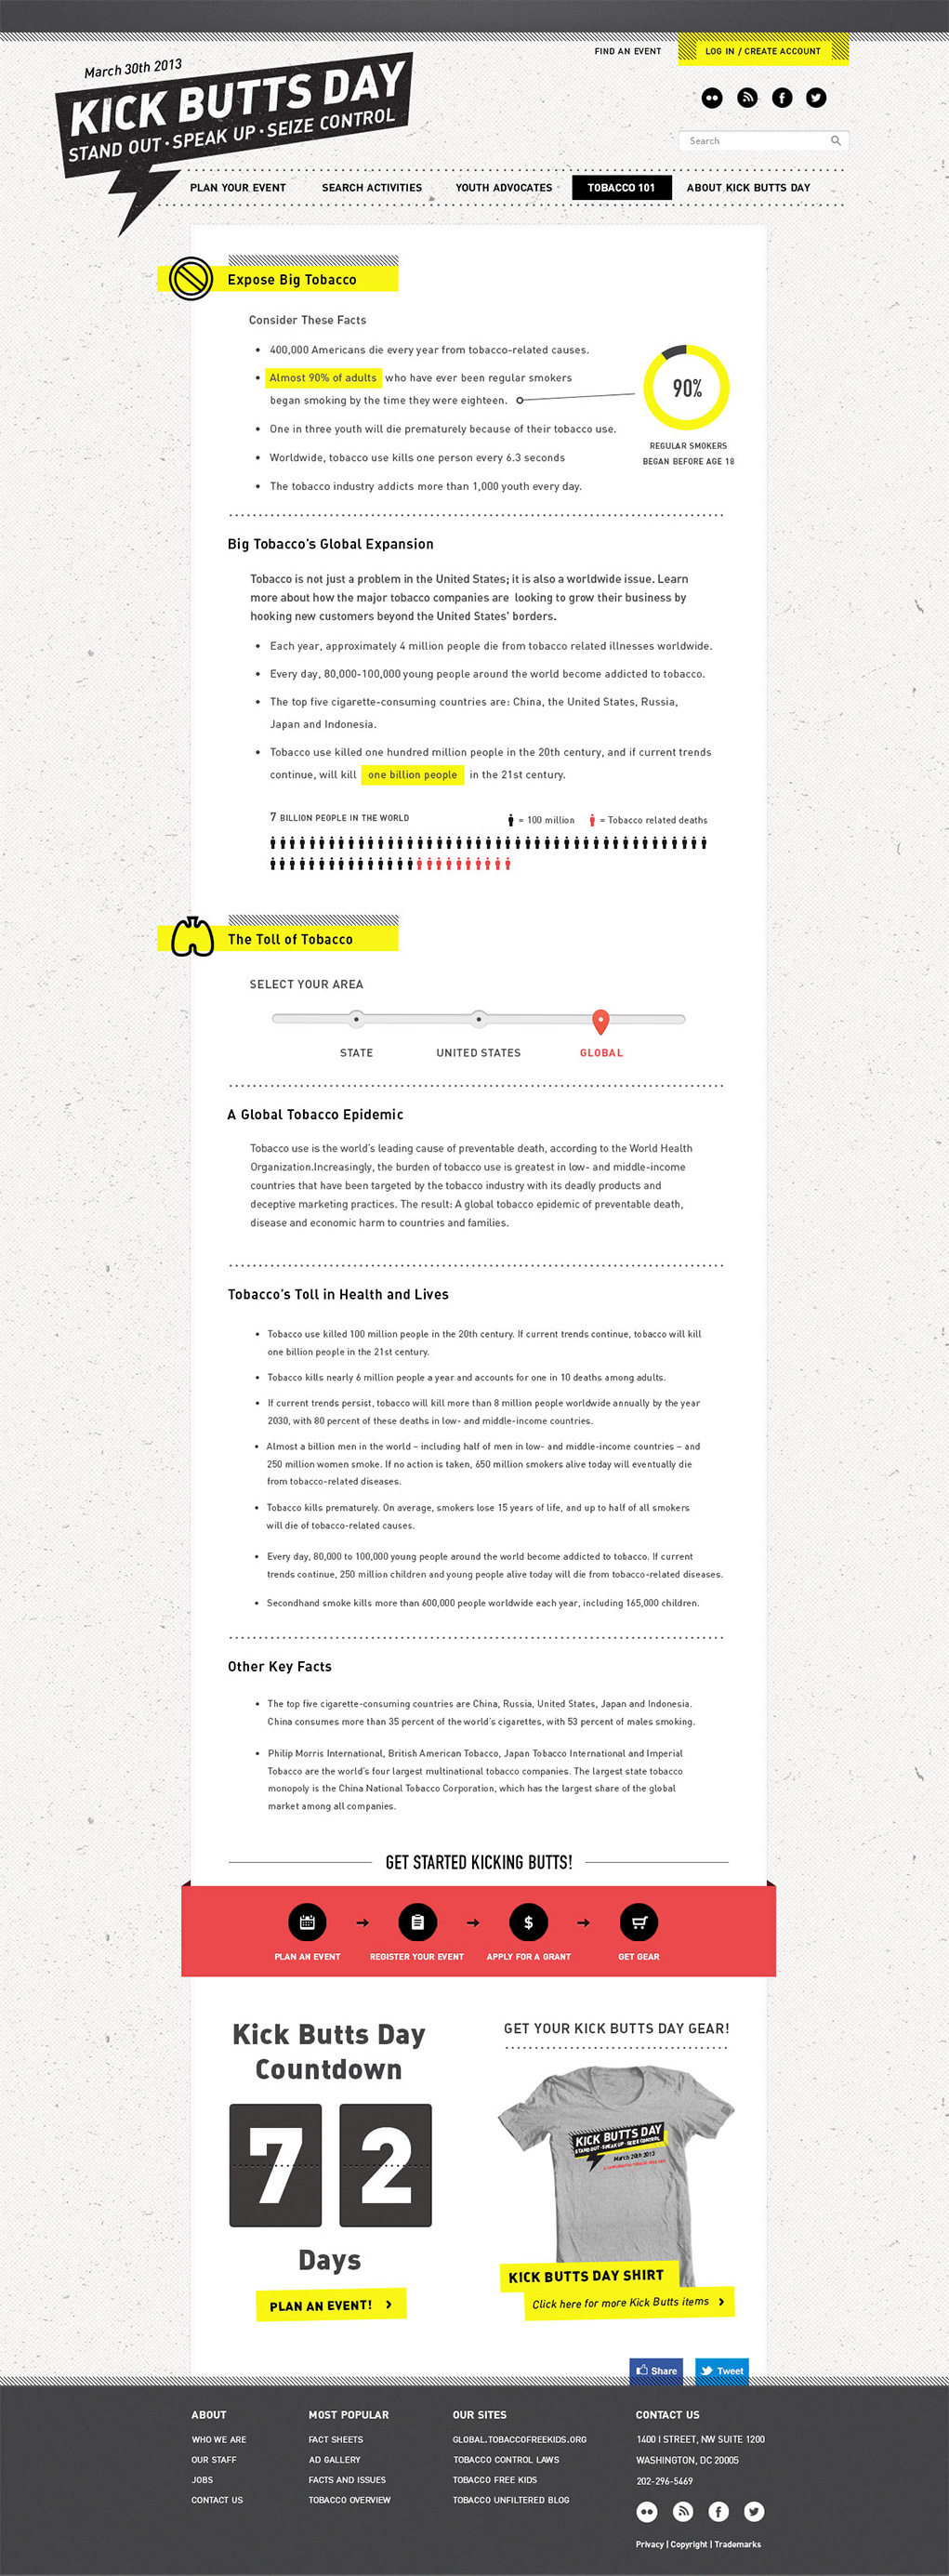 FIND AN EVENT
LOG IN / CREATE ACCOUNT
March 30th 2013
KICK BUTTS DAY
STAND OUT · SPEAK UP · SEIZE CONTROL
Search
PLAN YOUR EVENT
SEARCH ACTIVITIES
YOUTH ADVOCATES
TOBACCO 101
ABOUT KICK BUTTS DAY
Expose Big Tobacco
Consider These Facts
• 400,000 Americans die every year from tobacco-related causes.
• Almost 90% of adults who have ever been regular smokers
began smoking by the time they were eighteen.
90%
REGULAR SMOKERS
BEGAN BEFORE AGE 18
• One in three youth will die prematurely because of their tobacco use.
• Worldwide, tobacco use kills one person every 6.3 seconds
• The tobacco industry addicts more than 1,000 youth every day.
Big Tobacco's Global Expansion
Tobacco is not just a problem in the United States; it is also a worldwide issue. Learn
more about how the major tobacco companies are looking to grow their business by
hooking new customers beyond the United States' borders.
• Each year, approximately 4 million people die from tobacco related illnesses worldwide.
• Every day, 80,000-100,000 young people around the world become addicted to tobacco.
• The top five cigarette-consuming countries are: China, the United States, Russia,
Japan and Indonesia.
• Tobacco use killed one hundred million people in the 20th century, and if current trends
continue, will kill one billion people in the 21st century.
7 BILLION PEOPLE IN THE WORLD
= 100 million
= Tobacco related deaths
The Toll of Tobacco
SELECT YOUR AREA
STATE
UNITED STATES
GLOBAL
A Global Tobacco Epidemic
Tobacco use is the world's leading cause of preventable death, according to the World Health
Organization.Increasingly, the burden of tobacco use is greatest in low- and middle-income
countries that have been targeted by the tobacco industry with its deadly products and
deceptive marketing practices. The result: A global tobacco epidemic of preventable death,
disease and economic harm to countries and families.
Tobacco's Toll in Health and Lives
• Tobacco use killed 100 million people in the 20th century. If current trends continue, tobacco will kill
one billion people in the 21st century.
• Tobacco kills nearly 6 million people a year and accounts for one in 10 deaths among adults.
• If current trends persist, tobacco will kill more than 8 million people worldwide annually by the year
2030, with 80 percent of these deaths in low- and middle-income countries.
• Almost a billion men in the world – including half of men in low- and middle-income countries – and
250 million women smoke. If no action is taken, 650 million smokers alive today will eventually die
from tobacco-related diseases.
• Tobacco kills prematurely. On average, smokers lose 15 years of life, and up to half of all smokers
will die of tobacco-related causes.
• Every day, 80,000 to 100,000 young people around the world become addicted to tobacco. If current
trends continue, 250 million children and young people alive today will die from tobacco-related diseases.
• Secondhand smoke kills more than 600,000 people worldwide each year, including 165,000 children.
Other Key Facts
• The top five cigarette-consuming countries are China, Russia, United States, Japan and Indonesia.
China consumes more than 35 percent of the world's cigarettes, with 53 percent of males smoking.
• Philip Morris International, British American Tobacco, Japan Tobacco International and Imperial
Tobacco are the world's four largest multinational tobacco companies. The largest state tobacco
monopoly is the China National Tobacco Corporation, which has the largest share of the global
market among all companies.
GET STARTED KICKING BUTTS!
PLAN AN EVENT
REGISTER YOUR EVENT
APPLY FOR A GRANT
GET GEAR
Kick Butts Day
Countdown
72
Days
PLAN AN EVENT! ›
GET YOUR KICK BUTTS DAY GEAR!
KICK BUTTS DAY
STAND OUT · SPEAK UP · SEIZE CONTROL
March 20th 2013
KICK BUTTS DAY SHIRT
Click here for more Kick Butts items ›
Share
Tweet
ABOUT
WHO WE ARE
OUR STAFF
JOBS
CONTACT US
MOST POPULAR
FACT SHEETS
AD GALLERY
FACTS AND ISSUES
TOBACCO OVERVIEW
OUR SITES
GLOBAL.TOBACCOFREEKIDS.ORG
TOBACCO CONTROL LAWS
TOBACCO FREE KIDS
TOBACCO UNFILTERED BLOG
CONTACT US
1400 I STREET, NW SUITE 1200
WASHINGTON, DC 20005
202-296-5469
Privacy | Copyright | Trademarks